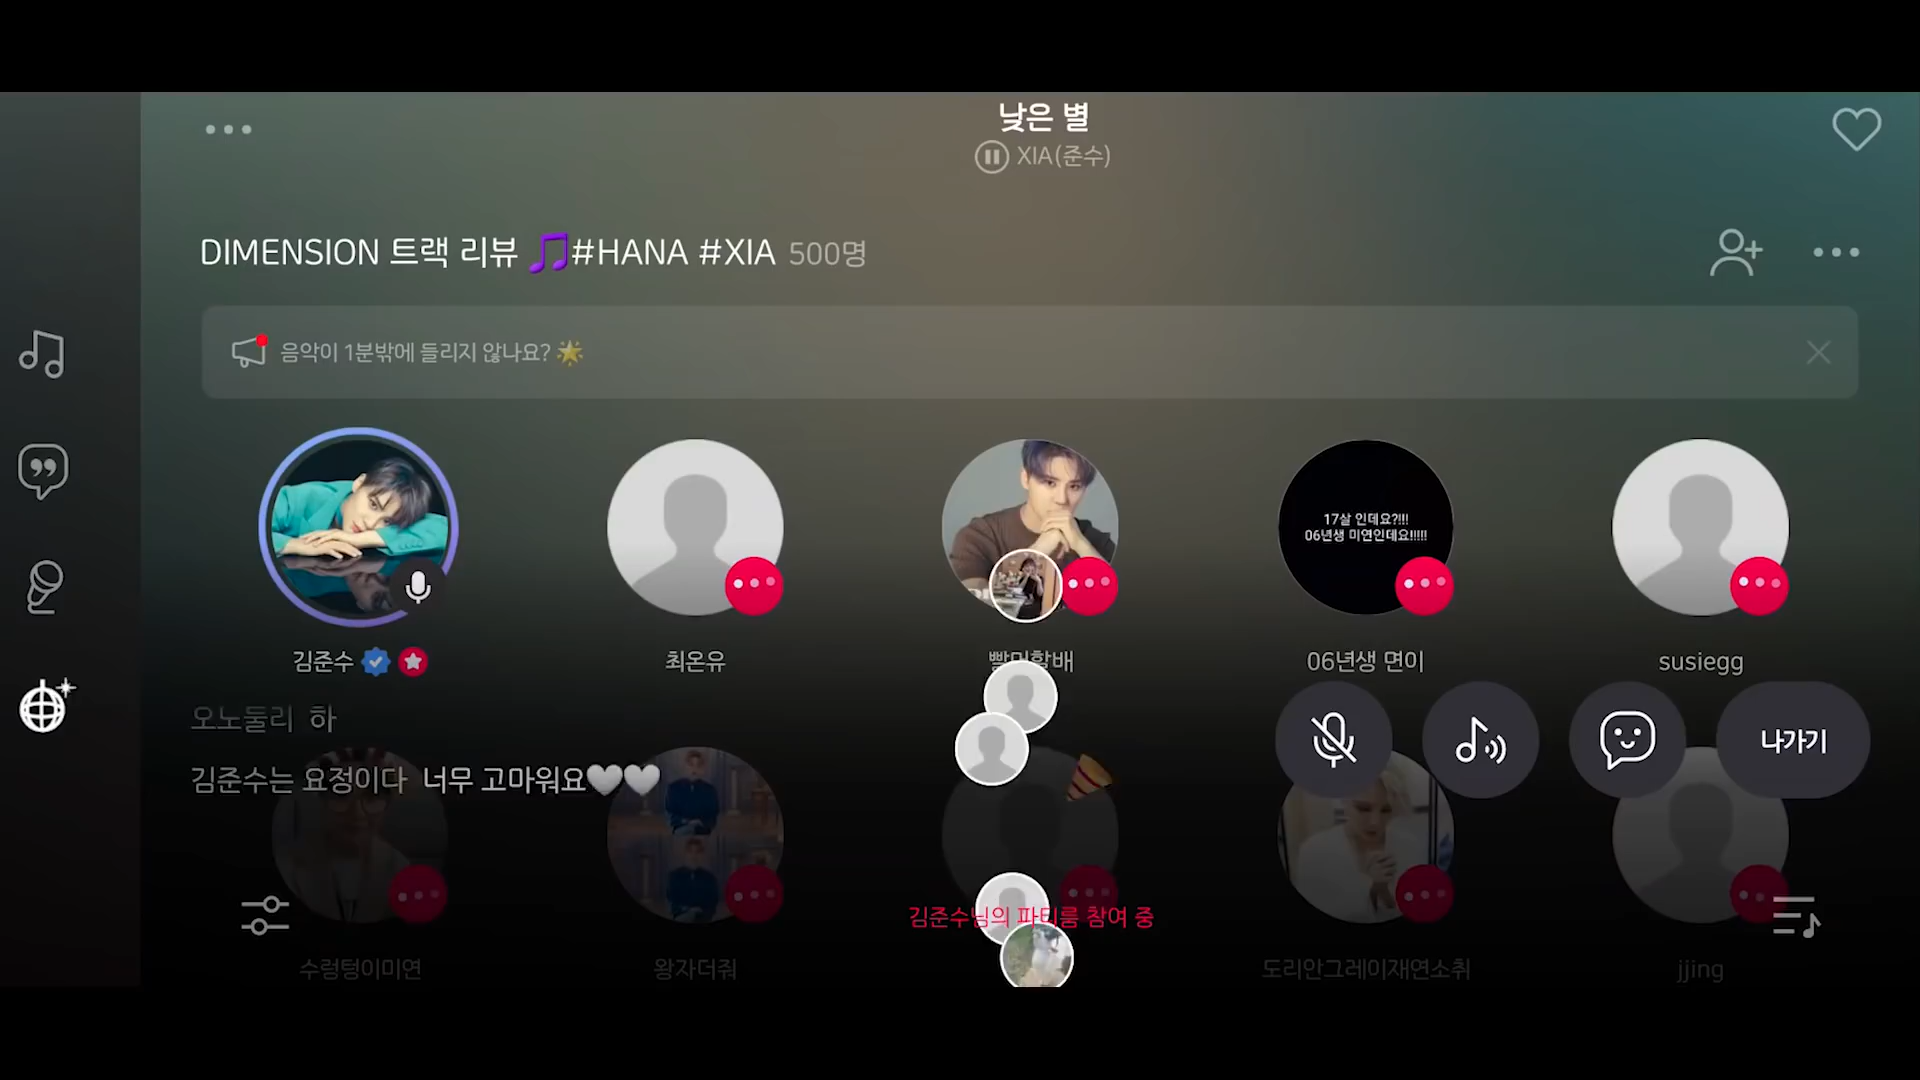 낮은 별
XIA(준수)
DIMENSION 트랙 리뷰 🎵#HANA #XIA 500명
음악이 1분밖에 들리지 않나요? 🌟
17살 인데요?!!!
06년생 미연인데요!!!!!
김준수
최온유
빨미할배
06년생 면이
susiegg
오노둘리 하
김준수는 요정이다 너무 고마워요🤍🤍
나가기
김준수님의 파티룸 참여 중
수렁텅이미연
왕자더줘
도리안그레이재연소취
jjing